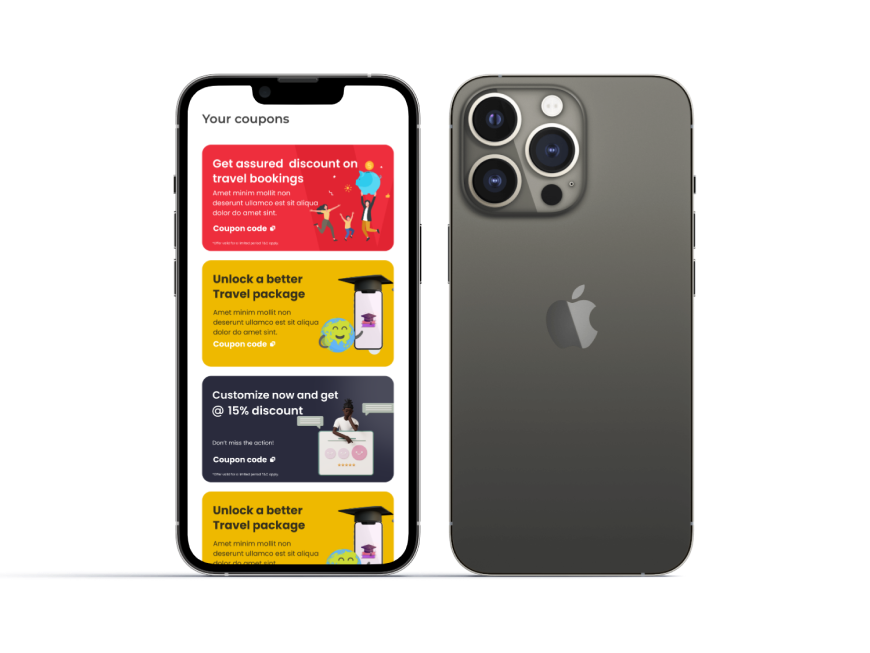 Your coupons
Get assured discount on
travel bookings
Amet minim mollit non
deserunt ullamco est sit aliqua
dolor do amet sint.
Coupon code
*Offer valid for a limited period T&C apply.
Unlock a better
Travel package
Amet minim mollit non
deserunt ullamco est sit aliqua
dolor do amet sint.
Coupon code
Customize now and get
@ 15% discount
Don't miss the action!
Coupon code
*Offer valid for a limited period T&C apply.
Unlock a better
Travel package
Amet minim mollit non
deserunt ullamco est sit aliqua
dolor do amet sint.